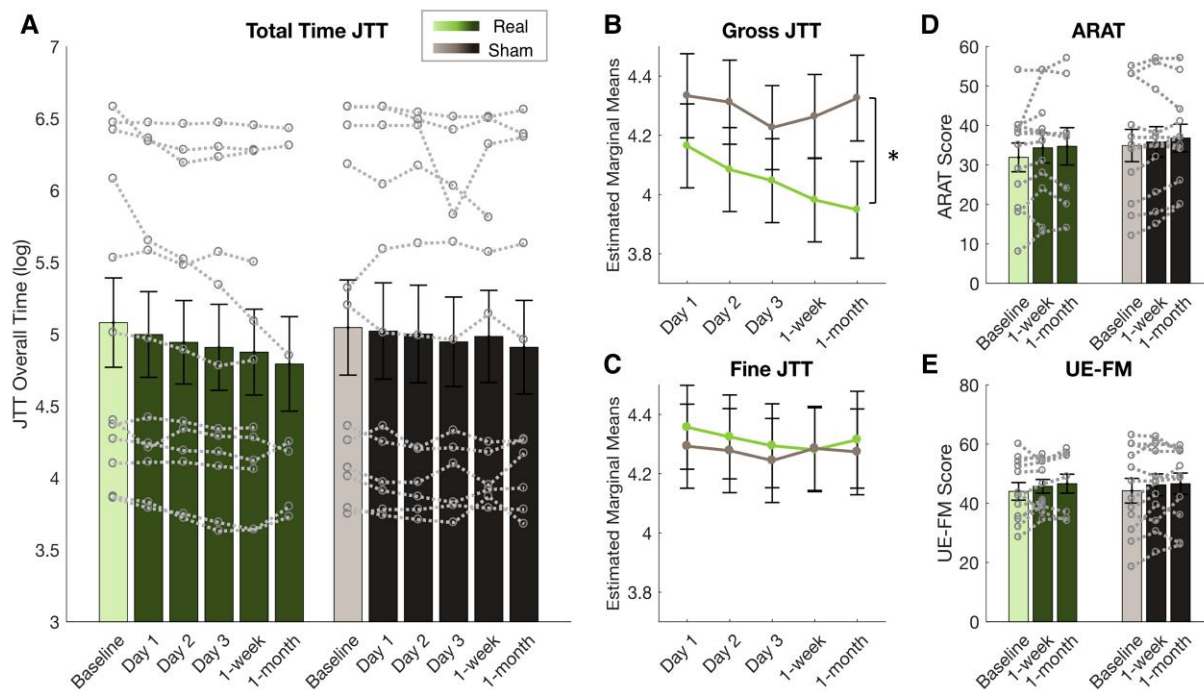 A
Total Time JTT
Real
Sham
JTT Overall Time (log)
7
6.5
6
5.5
5
4.5
4
3.5
3
Baseline
Day 1
Day 2
Day 3
1-week
1-month
Baseline
Day 1
Day 2
Day 3
1-week
1-month
B
Gross JTT
Estimated Marginal Means
4.4
4.2
4
3.8
*
Day 1
Day 2
Day 3
1-week
1-month
C
Fine JTT
Estimated Marginal Means
4.4
4.2
4
3.8
Day 1
Day 2
Day 3
1-week
1-month
D
ARAT
ARAT Score
60
50
40
30
20
10
0
Baseline
1-week
1-month
Baseline
1-week
1-month
E
UE-FM
UE-FM Score
80
60
40
20
0
Baseline
1-week
1-month
Baseline
1-week
1-month